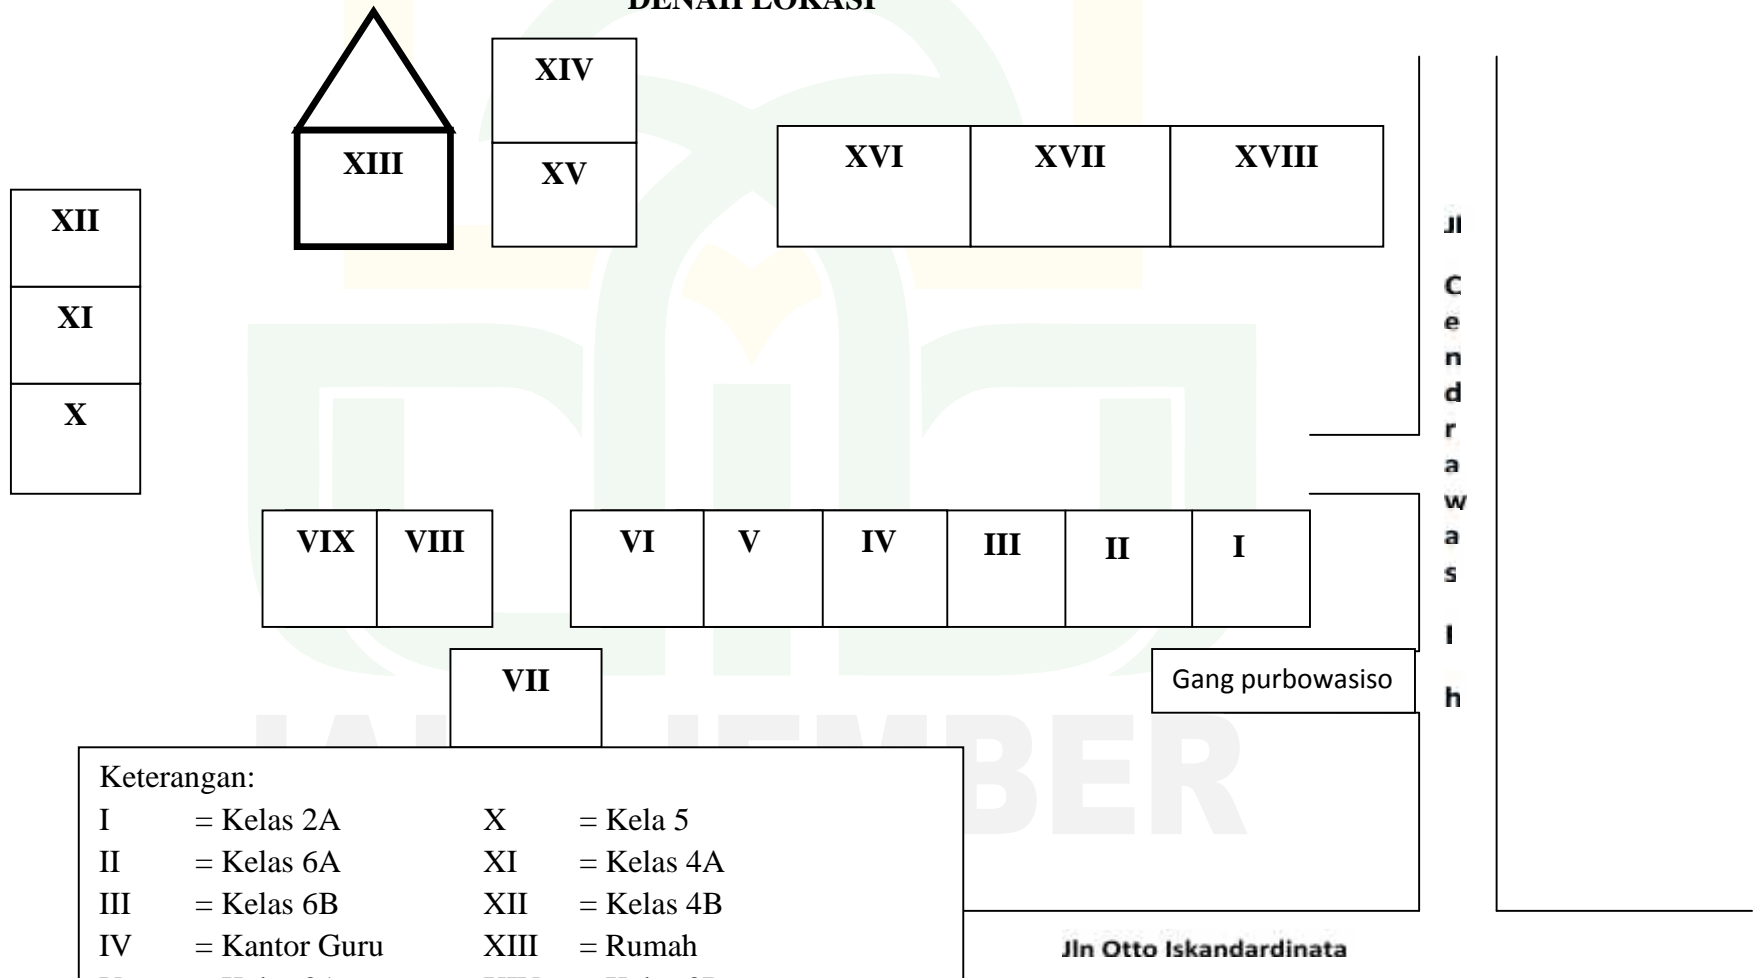 DENAH LOKASI
XIV
XIII
XV
XVI XVII XVIII
XII
XI
X
Jl Cendrawasih
VIX VIII VI V IV III II I
VII
Gang purbowasiso
IAIN JEMBER
Keterangan:
I = Kelas 2A X = Kela 5
II = Kelas 6A XI = Kelas 4A
III = Kelas 6B XII = Kelas 4B
IV = Kantor Guru XIII = Rumah
Jln Otto Iskandardinata